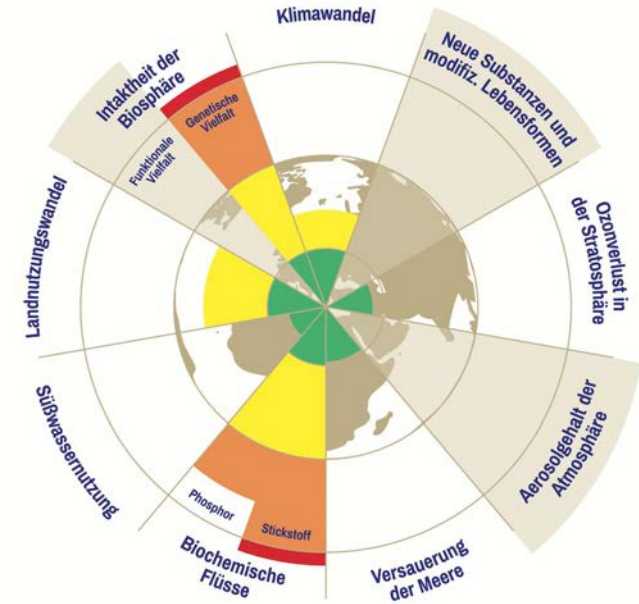 Klimawandel
Neue Substanzen und
modifiz. Lebensformen
Ozonverlust in
der Stratosphäre
Aerosolgehalt der
Atmosphäre
Versauerung
der Meere
Biochemische
Flüsse
Phosphor
Stickstoff
Süßwassernutzung
Landnutzungswandel
Intaktheit der
Biosphäre
Funktionale
Vielfalt
Genetische
Vielfalt